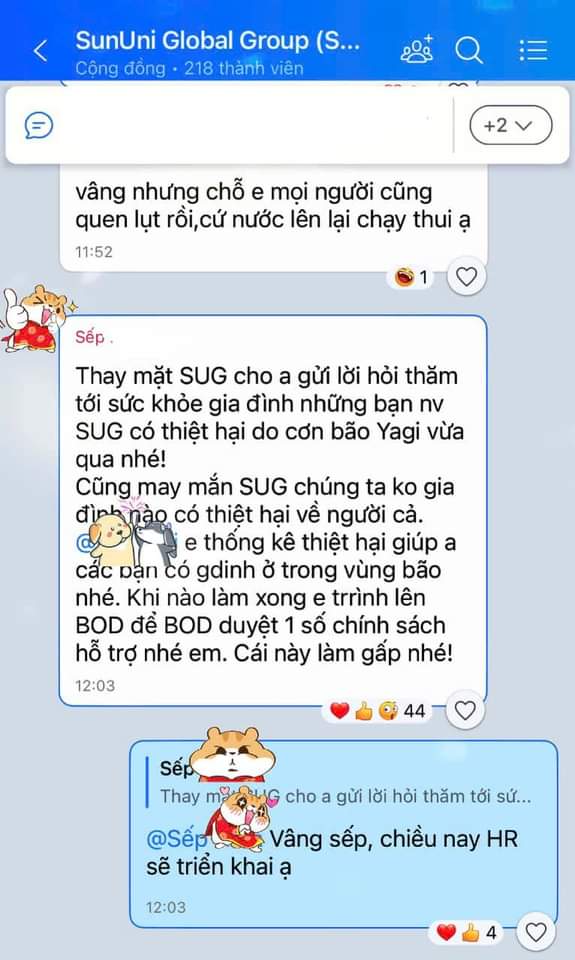 SunUni Global Group (S...
Cộng đồng • 218 thành viên
+2
vâng nhưng chỗ e mọi người cũng
quen lụt rồi,cứ nước lên lại chạy thui ạ
11:52
1
Sếp .
Thay mặt SUG cho a gửi lời hỏi thăm
tới sức khỏe gia đình những bạn nv
SUG có thiệt hại do cơn bão Yagi vừa
qua nhé!
Cũng may mắn SUG chúng ta ko gia
đình nào có thiệt hại về người cả.
@ i e thống kê thiệt hại giúp a
các bạn có gdinh ở trong vùng bão
nhé. Khi nào làm xong e trrình lên
BOD để BOD duyệt 1 số chính sách
hỗ trợ nhé em. Cái này làm gấp nhé!
12:03
44
Sếp
Thay mặt SUG cho a gửi lời hỏi thăm tới sứ...
@Sếp Vâng sếp, chiều nay HR
sẽ triển khai ạ
12:03
4